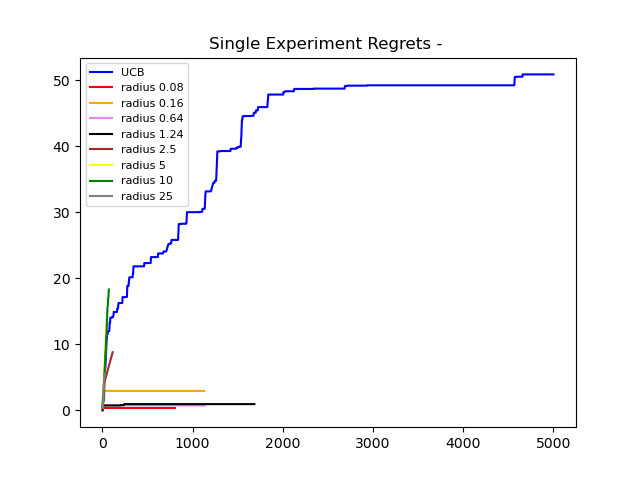 Single Experiment Regrets -
UCB
radius 0.08
radius 0.16
radius 0.64
radius 1.24
radius 2.5
radius 5
radius 10
radius 25
50
40
30
20
10
0
0 1000 2000 3000 4000 5000